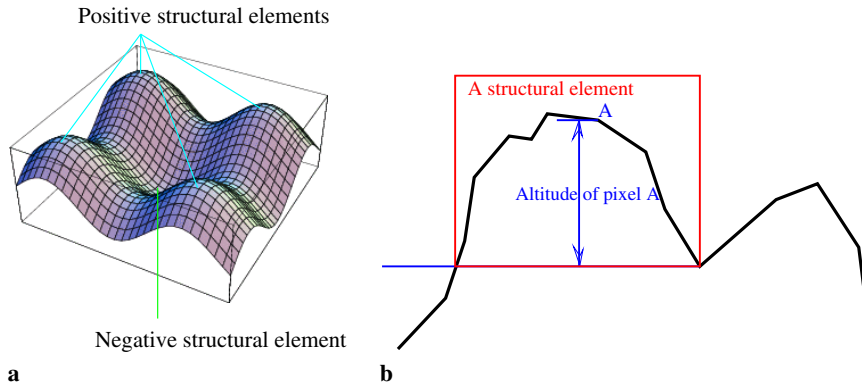 Positive structural elements
Negative structural element
a
A structural element
A
Altitude of pixel A
b